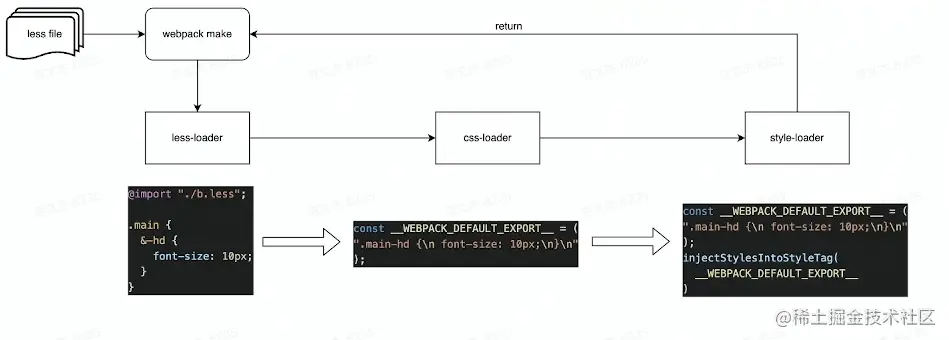 return
less file
webpack make
less-loader
css-loader
style-loader
@import "./b.less";
.main {
&-hd {
font-size: 10px;
}
}
const __WEBPACK_DEFAULT_EXPORT__ = (
".main-hd {\n font-size: 10px;\n}\n"
);
const __WEBPACK_DEFAULT_EXPORT__ = (
".main-hd {\n font-size: 10px;\n}\n"
);
injectStylesIntoStyleTag(
__WEBPACK_DEFAULT_EXPORT__
)
@稀土掘金技术社区